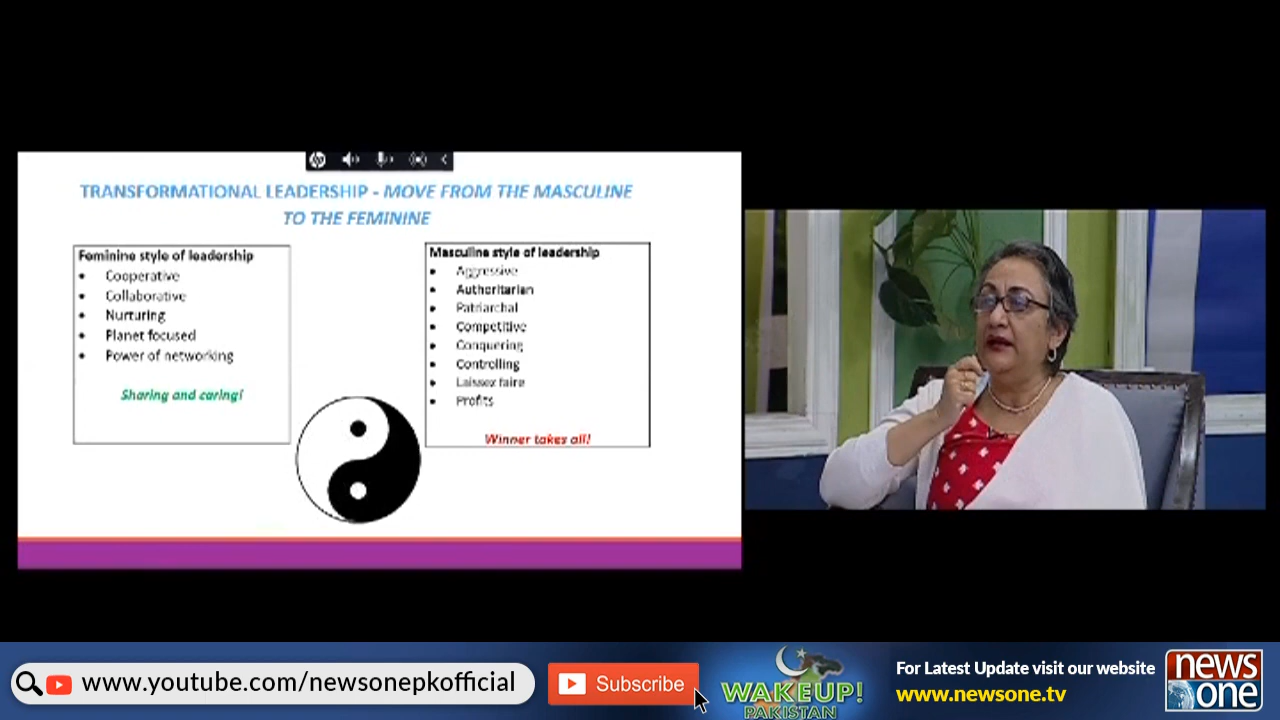 TRANSFORMATIONAL LEADERSHIP - MOVE FROM THE MASCULINE
TO THE FEMININE
Feminine style of leadership
• Cooperative
• Collaborative
• Nurturing
• Planet focused
• Power of networking
Sharing and caring!
Masculine style of leadership
• Aggressive
• Authoritarian
• Patriarchal
• Competitive
• Conquering
• Controlling
• Laissez faire
• Profits
Winner takes all!
www.youtube.com/newsonepkofficial
Subscribe
WAKEUP!
PAKISTAN
For Latest Update visit our website
www.newsone.tv
news
one